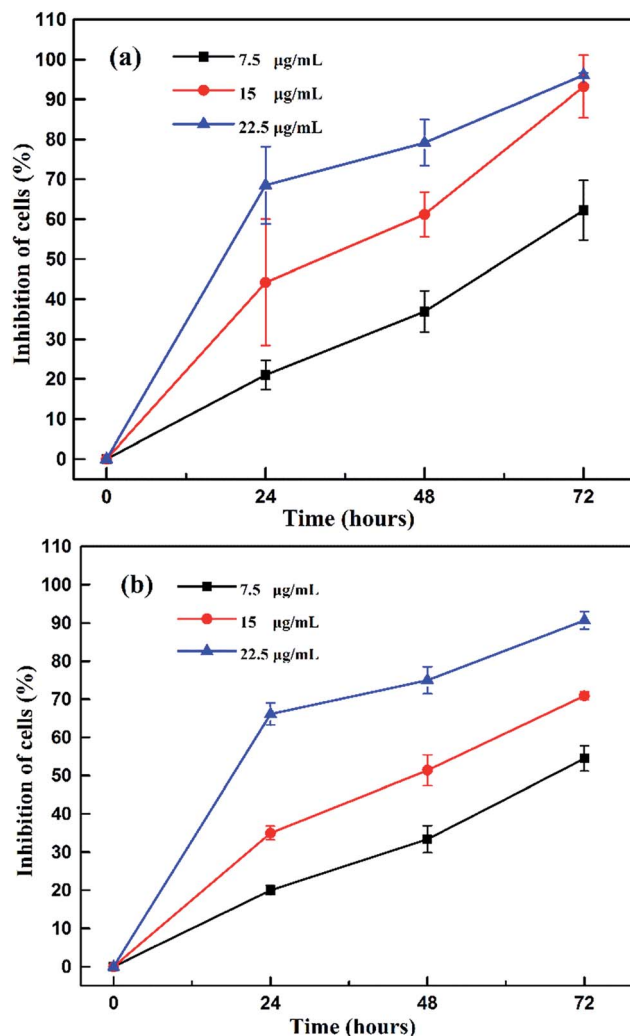 110
(a)
100
7.5 μg/mL
90
15 μg/mL
80
22.5 μg/mL
70
60
50
40
30
20
10
0
Inhibition of cells (%)
0 24 48 72
Time (hours)
110
(b)
100
7.5 μg/mL
90
15 μg/mL
80
22.5 μg/mL
70
60
50
40
30
20
10
0
Inhibition of cells (%)
0 24 48 72
Time (hours)